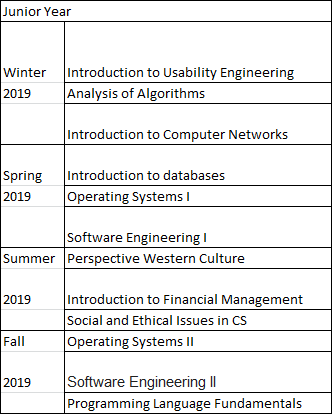 Junior Year
Winter Introduction to Usability Engineering
2019 Analysis of Algorithms
Introduction to Computer Networks
Spring Introduction to databases
2019 Operating Systems I
Software Engineering I
Summer Perspective Western Culture
2019 Introduction to Financial Management
Social and Ethical Issues in CS
Fall Operating Systems II
2019 Software Engineering II
Programming Language Fundamentals